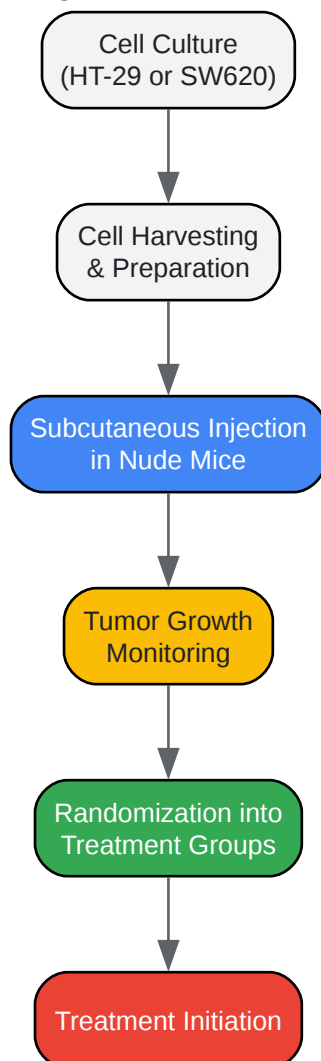 Cell Culture
(HT-29 or SW620)
Cell Harvesting
& Preparation
Subcutaneous Injection
in Nude Mice
Tumor Growth
Monitoring
Randomization into
Treatment Groups
Treatment Initiation